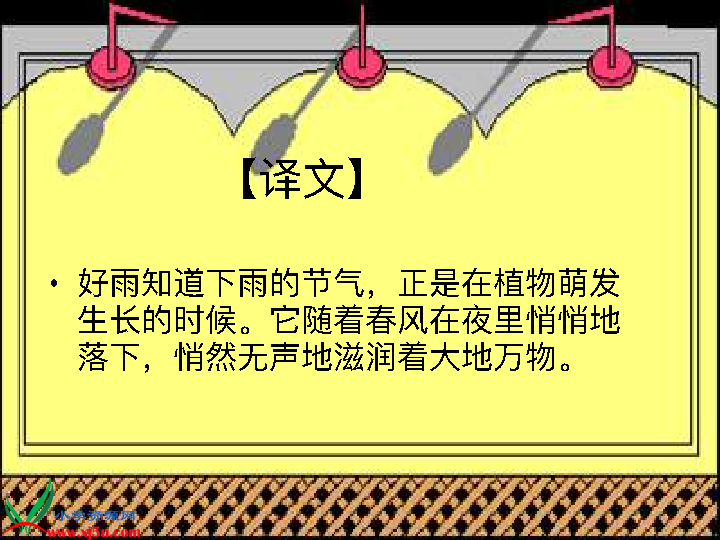 【译文】
• 好雨知道下雨的节气，正是在植物萌发
生长的时候。它随着春风在夜里悄悄地
落下，悄然无声地滋润着大地万物。
小学资源网
www.xj5u.com